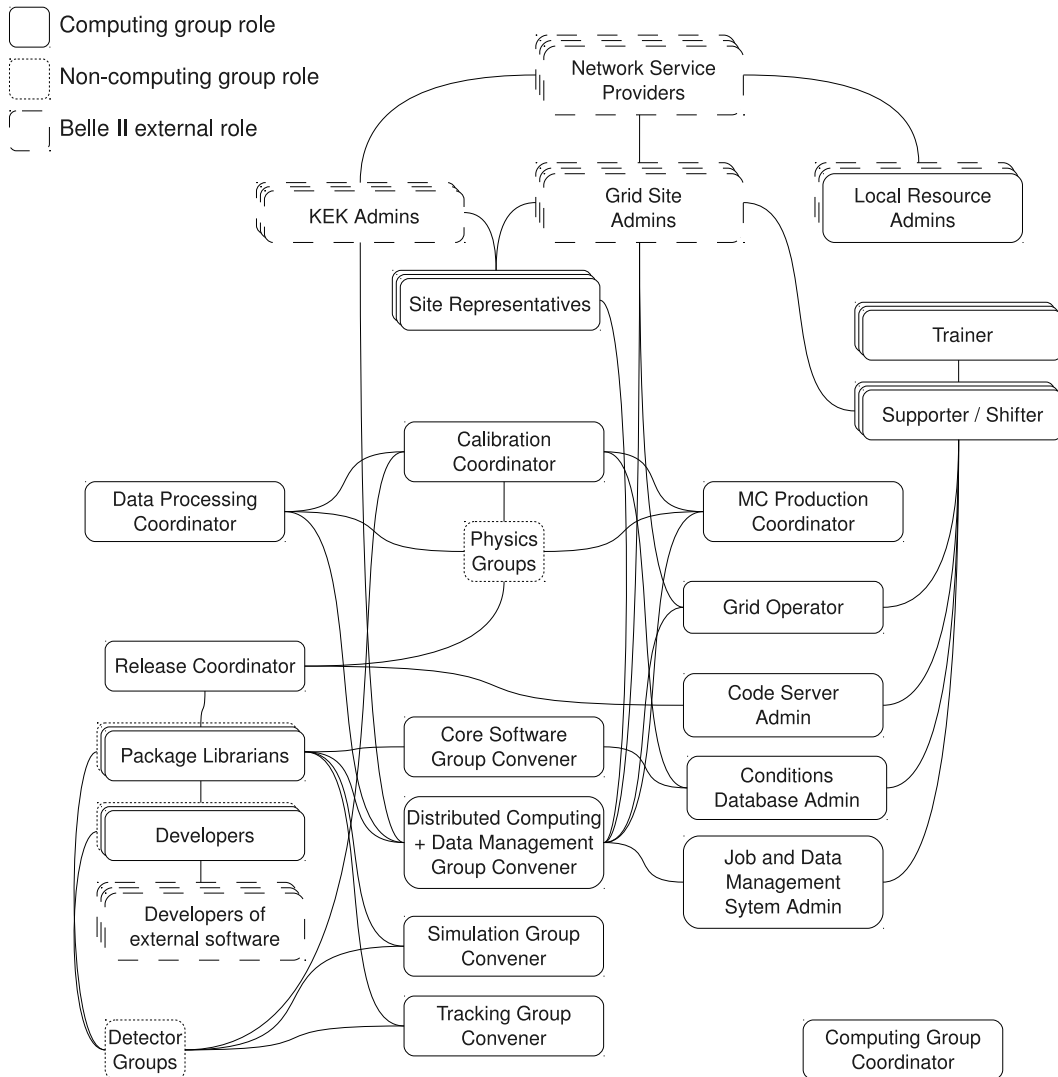 Computing group role
Non-computing group role
Belle II external role
Network Service
Providers
KEK Admins
Grid Site
Admins
Local Resource
Admins
Site Representatives
Trainer
Supporter / Shifter
Calibration
Coordinator
Data Processing
Coordinator
MC Production
Coordinator
Physics
Groups
Grid Operator
Release Coordinator
Code Server
Admin
Package Librarians
Core Software
Group Convener
Conditions
Database Admin
Developers
Distributed Computing
+ Data Management
Group Convener
Job and Data
Management
Sytem Admin
Developers of
external software
Simulation Group
Convener
Tracking Group
Convener
Detector
Groups
Computing Group
Coordinator